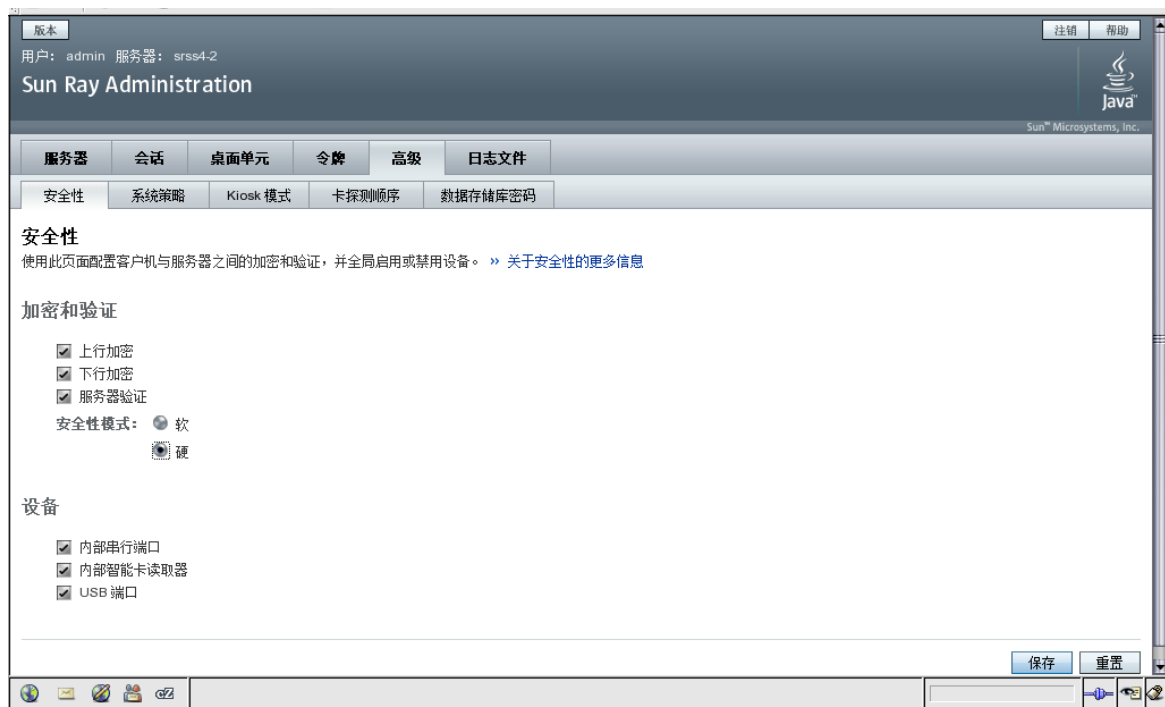 版本
注销 帮助
用户: admin 服务器: srss4-2
Sun Ray Administration
Java™
Sun™ Microsystems, Inc.
服务器 会话 桌面单元 令牌 高级 日志文件
安全性 系统策略 Kiosk 模式 卡探测顺序 数据存储库密码
安全性
使用此页面配置客户机与服务器之间的加密和验证，并全局启用或禁用设备。 » 关于安全性的更多信息
加密和验证
上行加密
下行加密
服务器验证
安全性模式: 软
硬
设备
内部串行端口
内部智能卡读取器
USB 端口
保存 重置